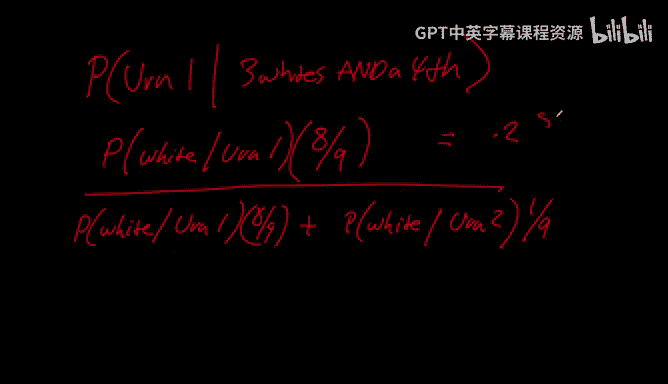 GPT中英字幕课程资源 bilibili
P(Urn 1 | 3 whites AND a 4th)
P(white/Urn 1)(8/9) = .2
P(white/Urn 1)(8/9) + P(white/Urn 2) 1/9